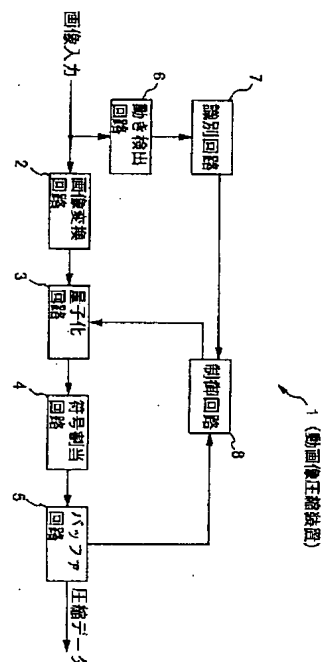 1 (動画像圧縮装置)
7
識別回路
6
動き検出
回路
制御回路
8
画像入力
画像変換
回路
2
量子化
回路
3
符号割当
回路
4
バッファ
回路
5
圧縮データ